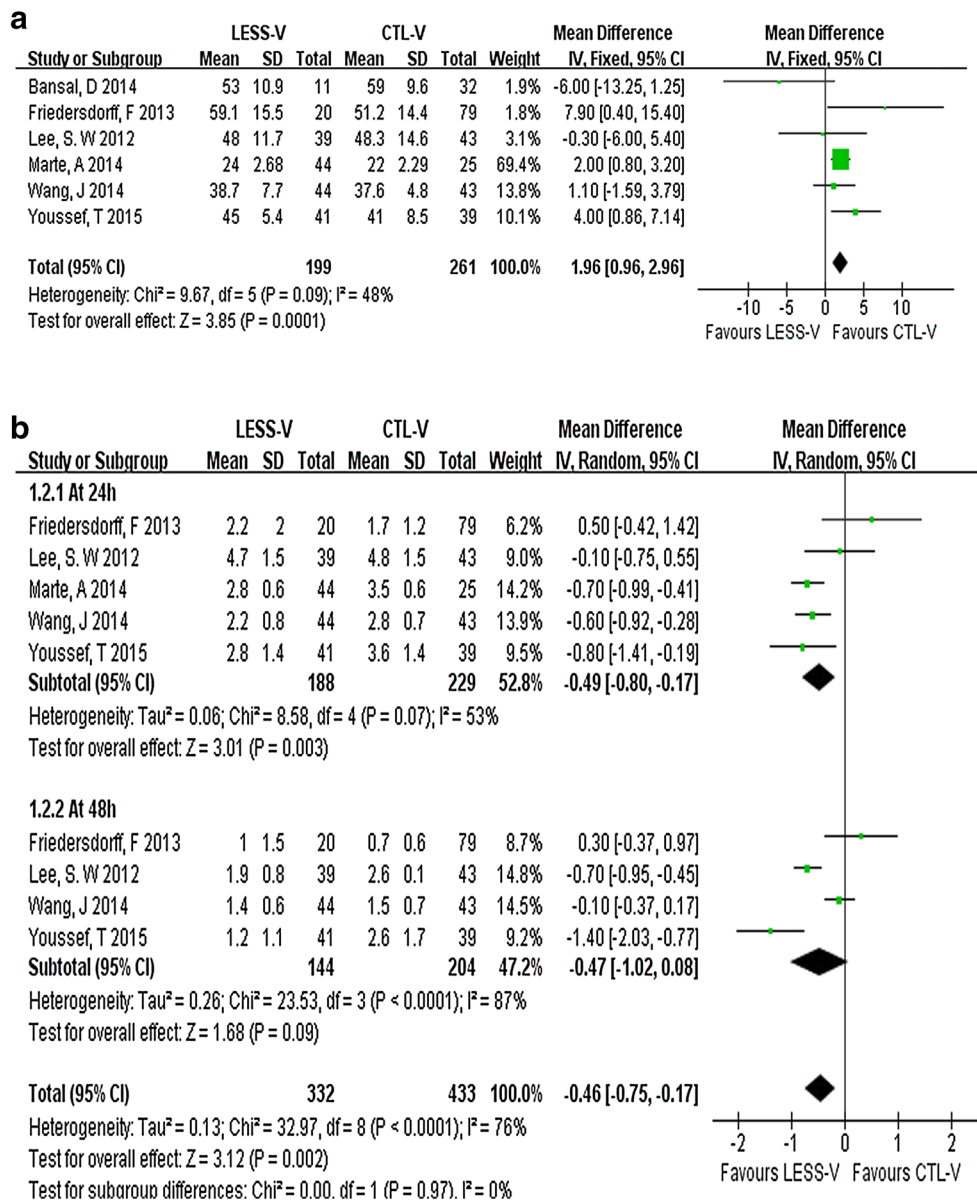 a
LESS-V CTL-V Mean Difference Mean Difference
Study or Subgroup Mean SD Total Mean SD Total Weight IV, Fixed, 95% CI IV, Fixed, 95% CI
Bansal, D 2014 53 10.9 11 59 9.6 32 1.9% -6.00 [-13.25, 1.25]
Friedersdorff, F 2013 59.1 15.5 20 51.2 14.4 79 1.8% 7.90 [0.40, 15.40]
Lee, S. W 2012 48 11.7 39 48.3 14.6 43 3.1% -0.30 [-6.00, 5.40]
Marte, A 2014 24 2.68 44 22 2.29 25 69.4% 2.00 [0.80, 3.20]
Wang, J 2014 38.7 7.7 44 37.6 4.8 43 13.8% 1.10 [-1.59, 3.79]
Youssef, T 2015 45 5.4 41 41 8.5 39 10.1% 4.00 [0.86, 7.14]
Total (95% CI) 199 261 100.0% 1.96 [0.96, 2.96]
Heterogeneity: Chi² = 9.67, df = 5 (P = 0.09); I² = 48%
Test for overall effect: Z = 3.85 (P = 0.0001)
-10 -5 0 5 10
Favours LESS-V Favours CTL-V
b
LESS-V CTL-V Mean Difference Mean Difference
Study or Subgroup Mean SD Total Mean SD Total Weight IV, Random, 95% CI IV, Random, 95% CI
1.2.1 At 24h
Friedersdorff, F 2013 2.2 2 20 1.7 1.2 79 6.2% 0.50 [-0.42, 1.42]
Lee, S. W 2012 4.7 1.5 39 4.8 1.5 43 9.0% -0.10 [-0.75, 0.55]
Marte, A 2014 2.8 0.6 44 3.5 0.6 25 14.2% -0.70 [-0.99, -0.41]
Wang, J 2014 2.2 0.8 44 2.8 0.7 43 13.9% -0.60 [-0.92, -0.28]
Youssef, T 2015 2.8 1.4 41 3.6 1.4 39 9.5% -0.80 [-1.41, -0.19]
Subtotal (95% CI) 188 229 52.8% -0.49 [-0.80, -0.17]
Heterogeneity: Tau² = 0.06; Chi² = 8.58, df = 4 (P = 0.07); I² = 53%
Test for overall effect: Z = 3.01 (P = 0.003)
1.2.2 At 48h
Friedersdorff, F 2013 1 1.5 20 0.7 0.6 79 8.7% 0.30 [-0.37, 0.97]
Lee, S. W 2012 1.9 0.8 39 2.6 0.1 43 14.8% -0.70 [-0.95, -0.45]
Wang, J 2014 1.4 0.6 44 1.5 0.7 43 14.5% -0.10 [-0.37, 0.17]
Youssef, T 2015 1.2 1.1 41 2.6 1.7 39 9.2% -1.40 [-2.03, -0.77]
Subtotal (95% CI) 144 204 47.2% -0.47 [-1.02, 0.08]
Heterogeneity: Tau² = 0.26; Chi² = 23.53, df = 3 (P < 0.0001); I² = 87%
Test for overall effect: Z = 1.68 (P = 0.09)
Total (95% CI) 332 433 100.0% -0.46 [-0.75, -0.17]
Heterogeneity: Tau² = 0.13; Chi² = 32.97, df = 8 (P < 0.0001); I² = 76%
Test for overall effect: Z = 3.12 (P = 0.002)
Test for subgroup differences: Chi² = 0.00, df = 1 (P = 0.97), I² = 0%
-2 -1 0 1 2
Favours LESS-V Favours CTL-V